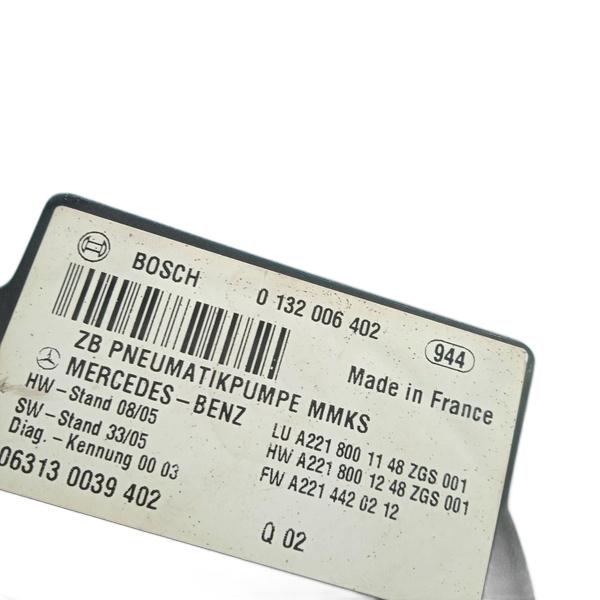 BOSCH 0 132 006 402
944
ZB PNEUMATIKPUMPE MMKS
Made in France
MERCEDES-BENZ
HW-Stand 08/05
SW-Stand 33/05
Diag.-Kennung 00 03
LU A221 800 11 48 ZGS 001
HW A221 800 12 48 ZGS 001
FW A221 442 02 12
06313 0039 402
Q 02